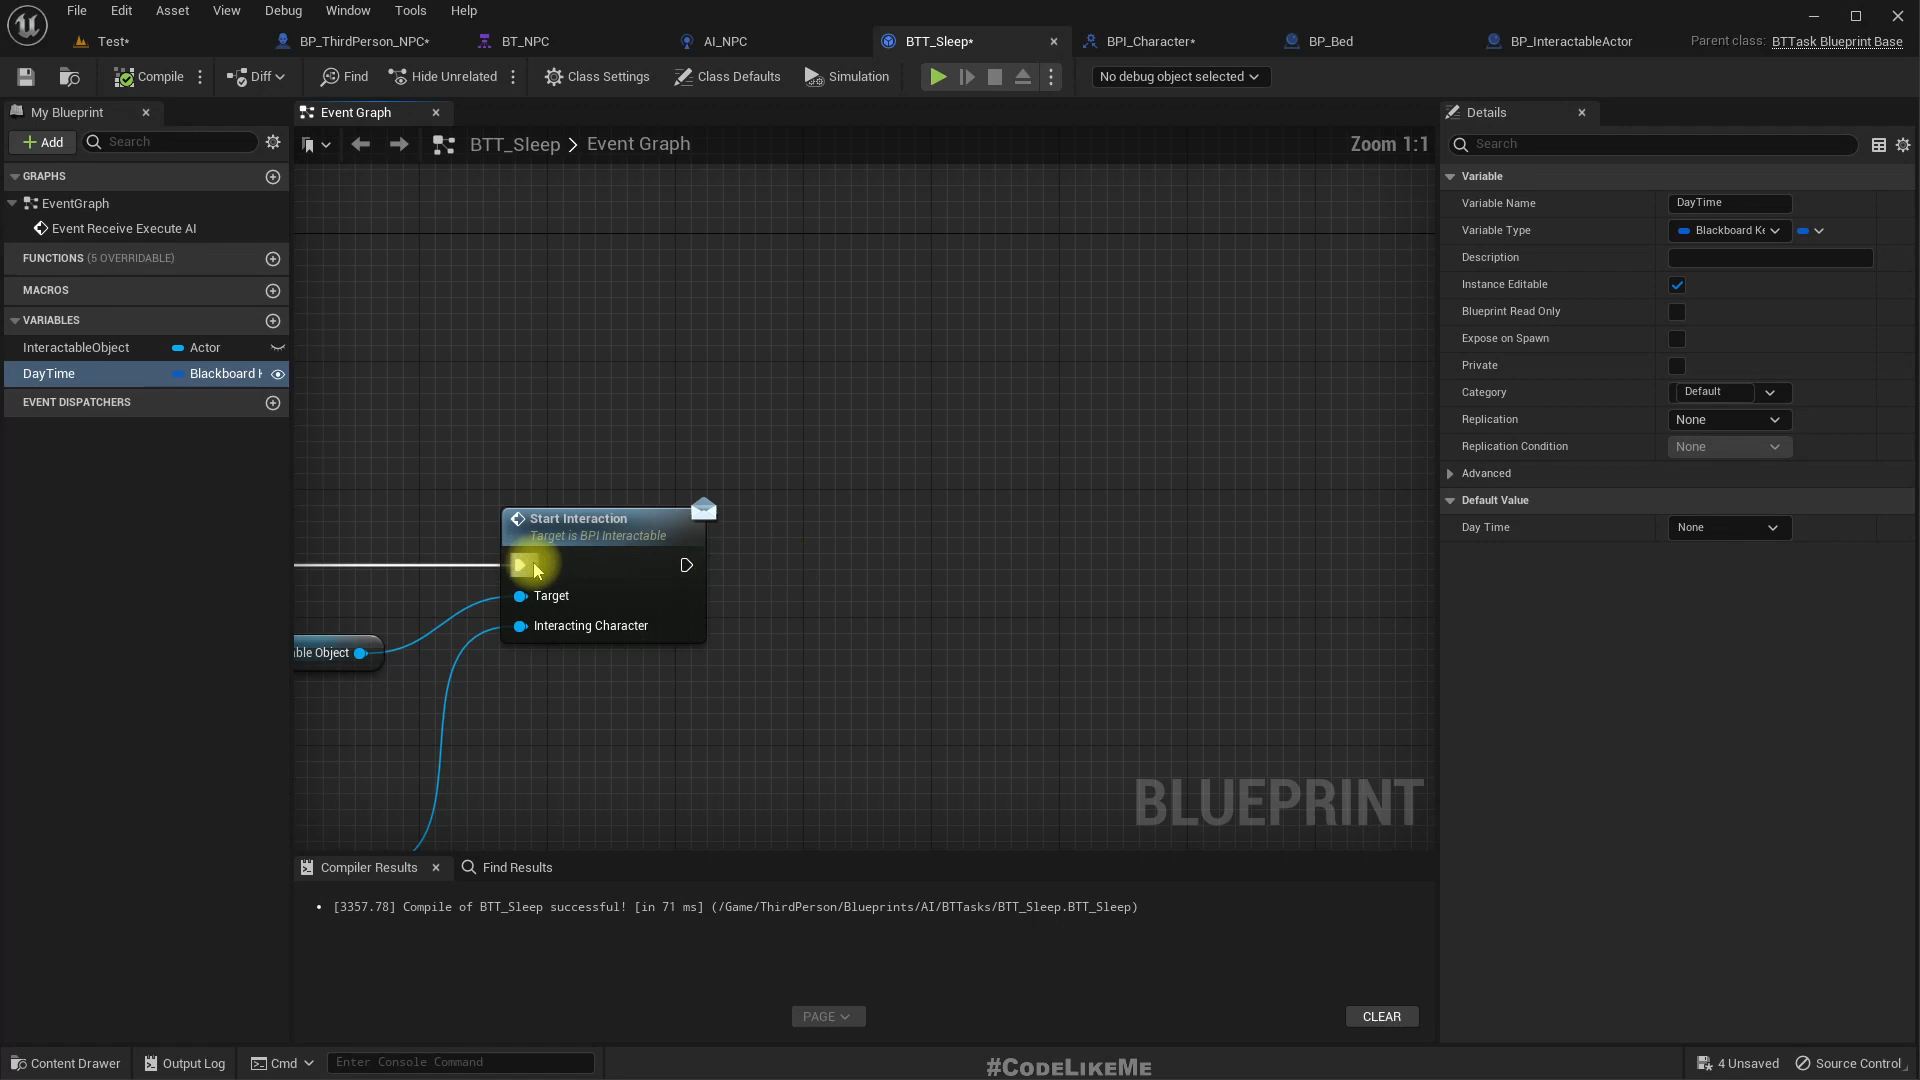 File Edit Asset View Debug Window Tools Help
Test* BP_ThirdPerson_NPC* BT_NPC AI_NPC BTT_Sleep* BPI_Character* BP_Bed BP_InteractableActor Parent class: BTTask Blueprint Base
Compile Diff Find Hide Unrelated Class Settings Class Defaults Simulation No debug object selected
My Blueprint
Add Search
GRAPHS
EventGraph
Event Receive Execute AI
FUNCTIONS (5 OVERRIDABLE)
MACROS
VARIABLES
InteractableObject Actor
DayTime Blackboard
EVENT DISPATCHERS
Event Graph
BTT_Sleep > Event Graph Zoom 1:1
Start Interaction
Target is BPI Interactable
Target
Interacting Character
ble Object
BLUEPRINT
Compiler Results Find Results
• [3357.78] Compile of BTT_Sleep successful! [in 71 ms] (/Game/ThirdPerson/Blueprints/AI/BTTasks/BTT_Sleep.BTT_Sleep)
PAGE CLEAR
Details
Search
Variable
Variable Name DayTime
Variable Type Blackboard Ke
Description
Instance Editable
Blueprint Read Only
Expose on Spawn
Private
Category Default
Replication None
Replication Condition None
Advanced
Default Value
Day Time None
Content Drawer Output Log Cmd Enter Console Command #CODELIKEME 4 Unsaved Source Control